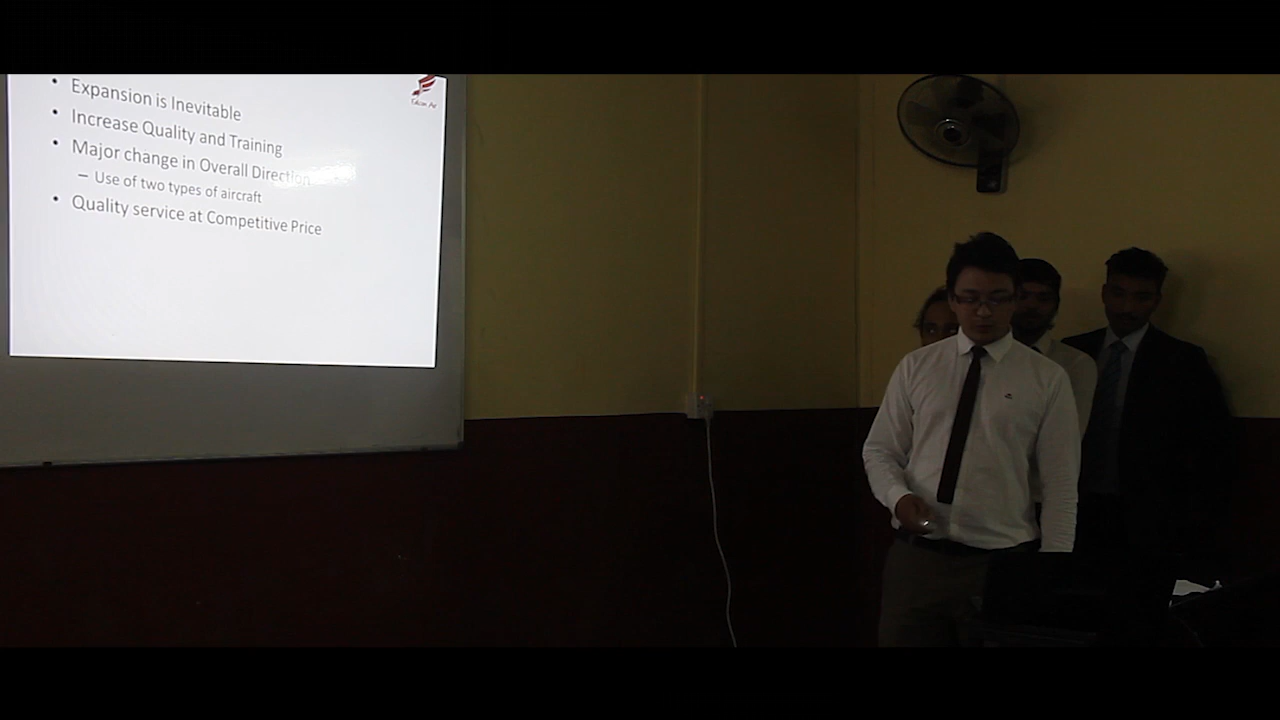 • Expansion is Inevitable
• Increase Quality and Training
• Major change in Overall Direction
– Use of two types of aircraft
• Quality service at Competitive Price